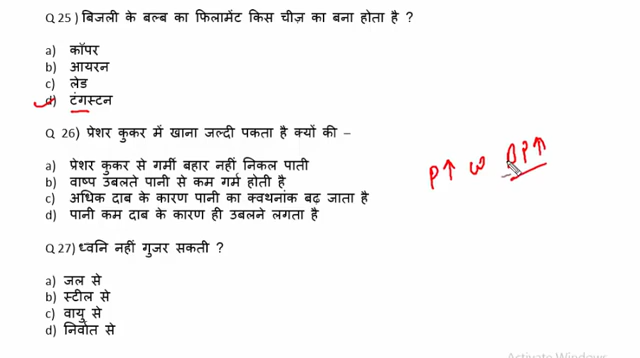 Q 25 ) बिजली के बल्ब का फिलामेंट किस चीज़ का बना होता है ?
a) कॉपर
b) आयरन
c) लेड
d) टंगस्टन
Q 26) प्रेशर कुकर में खाना जल्दी पकता है क्यों की –
a) प्रेशर कुकर से गर्मी बहार नहीं निकल पाती
b) वाष्प उबलते पानी से कम गर्म होती है
c) अधिक दाब के कारण पानी का क्वथनांक बढ़ जाता है
d) पानी कम दाब के कारण ही उबलने लगता है
P↑ BP↑
Q 27) ध्वनि नहीं गुजर सकती ?
a) जल से
b) स्टील से
c) वायु से
d) निर्वात से
Activate Windows